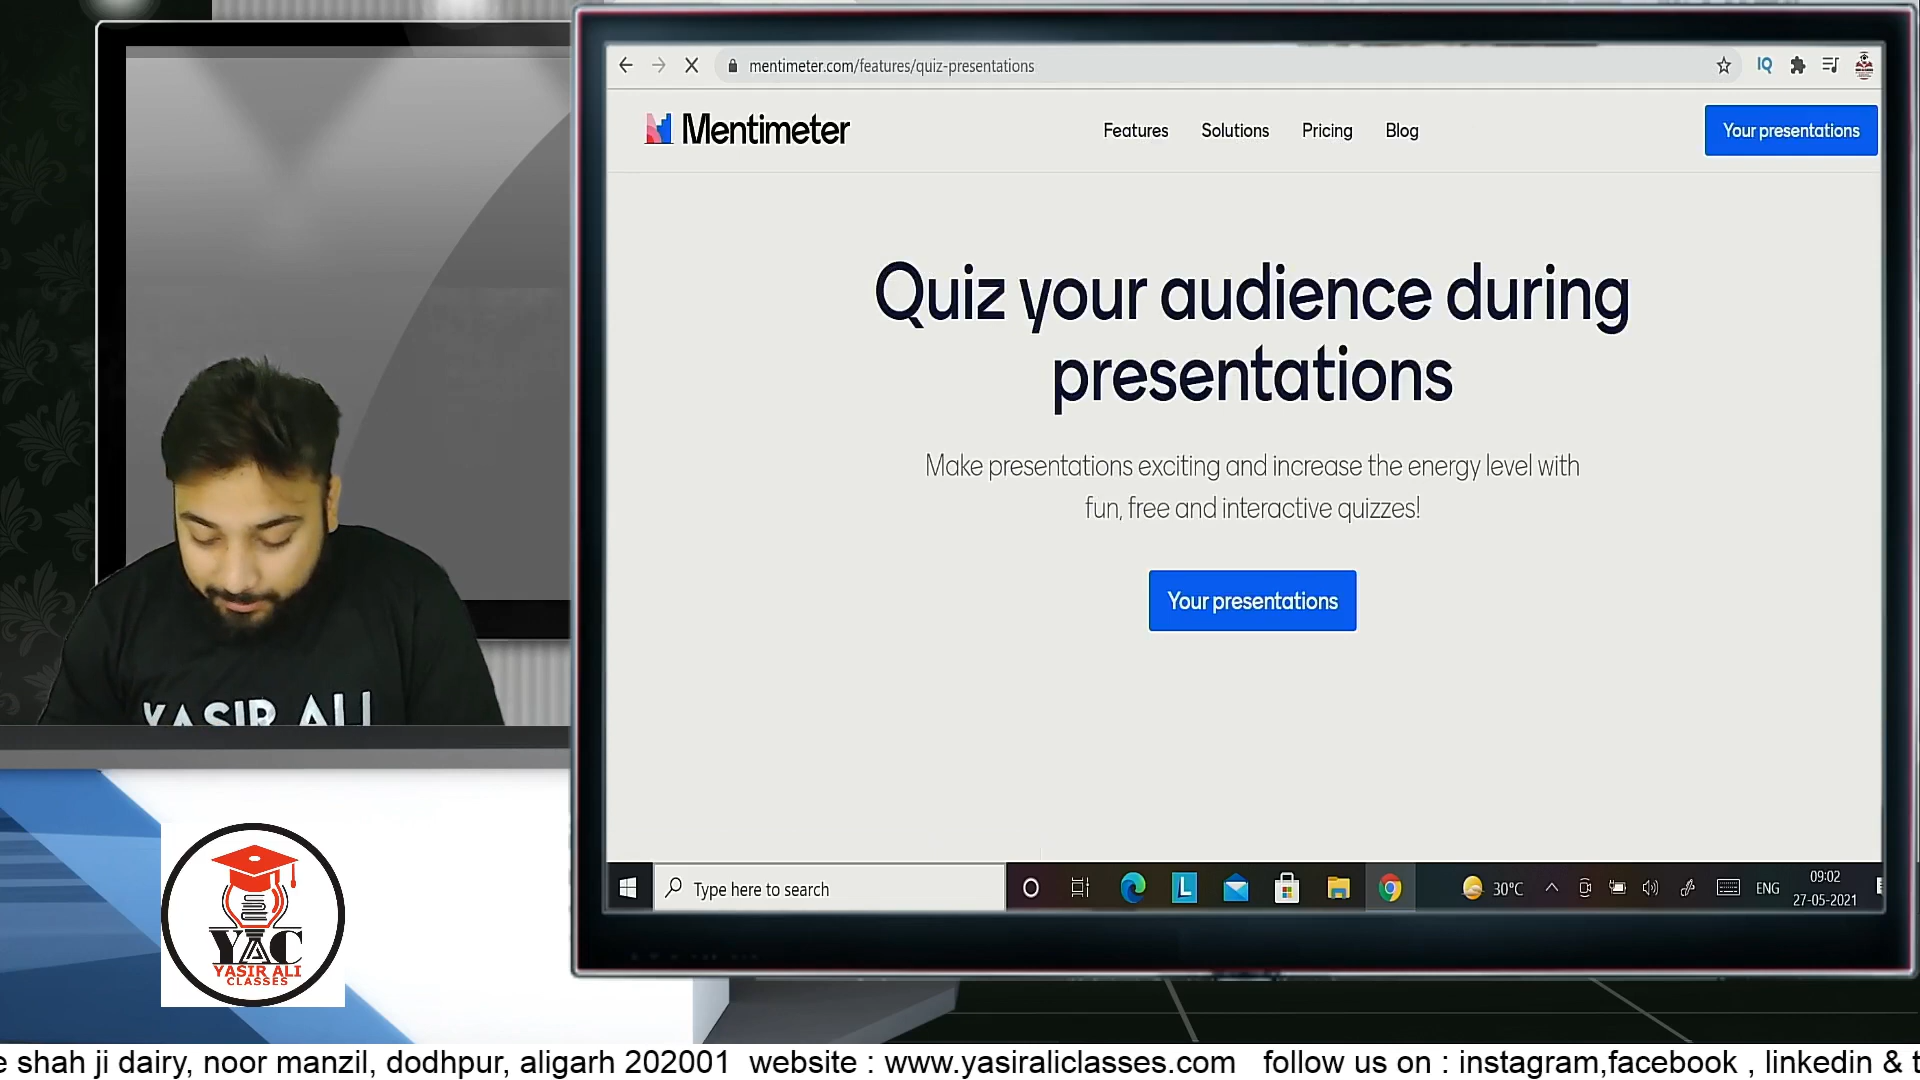 mentimeter.com/features/quiz-presentations
IQ
Mentimeter
Features
Solutions
Pricing
Blog
Your presentations
Quiz your audience during
presentations
Make presentations exciting and increase the energy level with
fun, free and interactive quizzes!
Your presentations
YASIR ALI
Type here to search
L
30°C
ENG
09:02
27-05-2021
YAC
YASIR ALI
CLASSES
e shah ji dairy, noor manzil, dodhpur, aligarh 202001 website : www.yasiraliclasses.com follow us on : instagram,facebook , linkedin & t